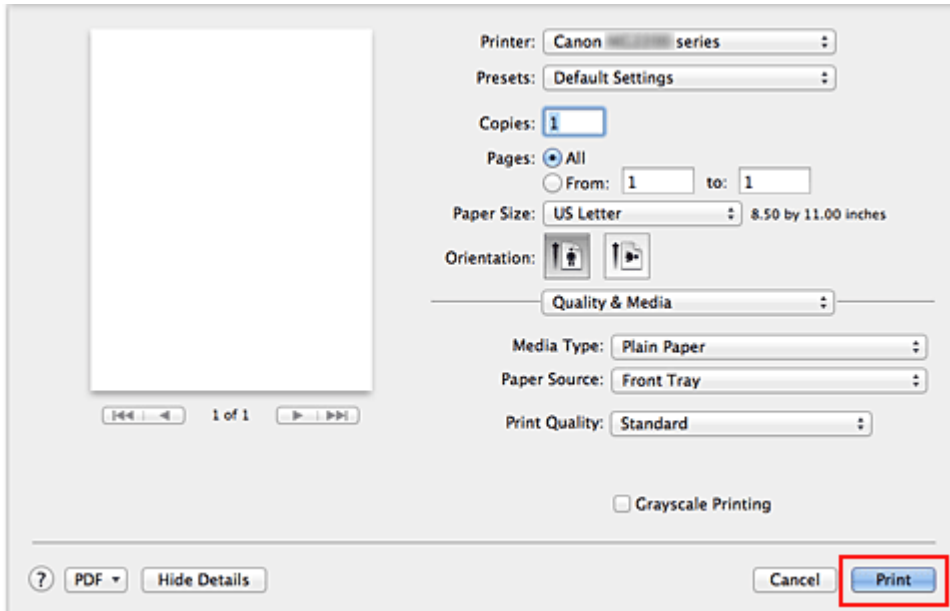 Printer: Canon series
Presets: Default Settings
Copies: 1
Pages: All
From: 1 to: 1
Paper Size: US Letter 8.50 by 11.00 inches
Orientation:
Quality & Media
Media Type: Plain Paper
Paper Source: Front Tray
1 of 1
Print Quality: Standard
Grayscale Printing
? PDF Hide Details Cancel Print